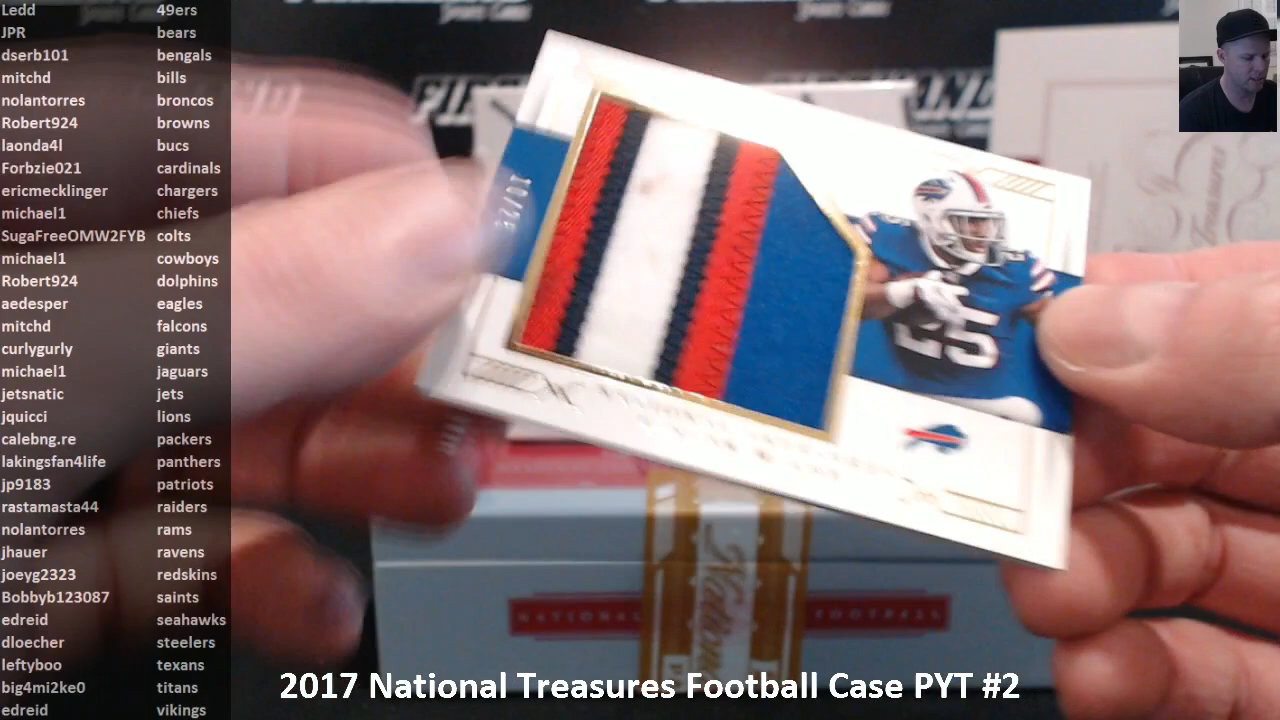 Ledd 49ers
JPR bears
dserb101 bengals
mitchd bills
nolantorres broncos
Robert924 browns
laonda4l bucs
Forbzie021 cardinals
ericmecklinger chargers
michael1 chiefs
SugaFreeOMW2FYB colts
michael1 cowboys
Robert924 dolphins
aedesper eagles
mitchd falcons
curlygurly giants
michael1 jaguars
jetsnatic jets
jquicci lions
calebng.re packers
lakingsfan4life panthers
jp9183 patriots
rastamasta44 raiders
nolantorres rams
jhauer ravens
joeyg2323 redskins
Bobbyb123087 saints
edreid seahawks
dloecher steelers
leftyboo texans
big4mi2ke0 titans
edreid vikings
25
Treasures
NATIONAL FOOTBALL
2017 National Treasures Football Case PYT #2